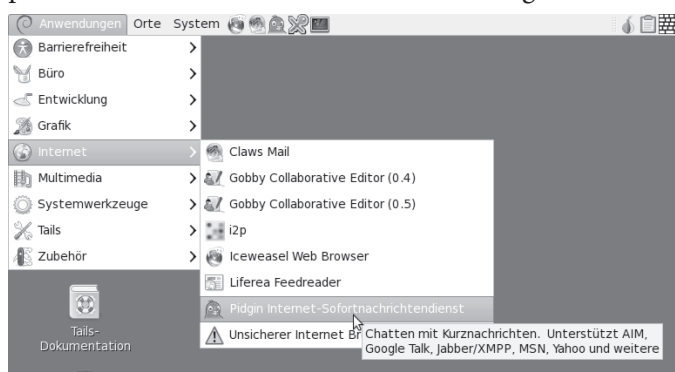 Anwendungen Orte System
Barrierefreiheit
Büro
Entwicklung
Grafik
Internet
Multimedia
Systemwerkzeuge
Tails
Zubehör
Claws Mail
Gobby Collaborative Editor (0.4)
Gobby Collaborative Editor (0.5)
i2p
Iceweasel Web Browser
Liferea Feedreader
Pidgin Internet-Sofortnachrichtendienst
Unsicherer Internet
Chatten mit Kurznachrichten. Unterstützt AIM,
Google Talk, Jabber/XMPP, MSN, Yahoo und weitere
Tails-
Dokumentation